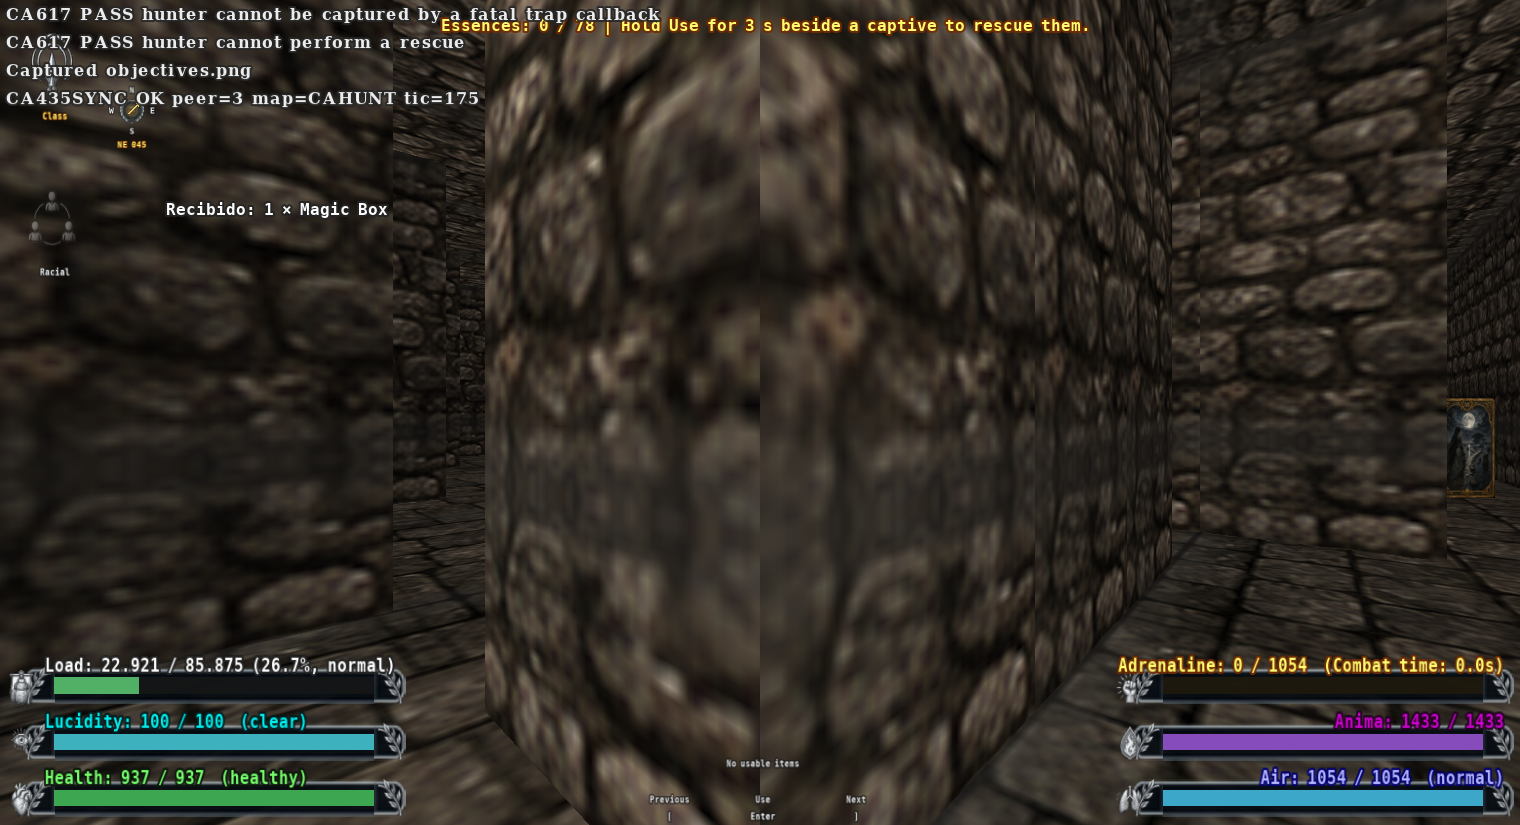 CA617 PASS hunter cannot be captured by a fatal trap callback
Essences: 0 / 78 | Hold Use for 3 s beside a captive to rescue them.
CA617 PASS hunter cannot perform a rescue
Captured objectives.png
CA435SYNC OK peer=3 map=CAHUNT tic=175
N
W E
Class
S
NE 045
Recibido: 1 × Magic Box
Racial
Load: 22.921 / 85.875 (26.7%, normal)
Adrenaline: 0 / 1054 (Combat time: 0.0s)
Lucidity: 100 / 100 (clear)
Anima: 1433 / 1433
Health: 937 / 937 (healthy)
Air: 1054 / 1054 (normal)
No usable items
Previous Use Next
[ Enter ]